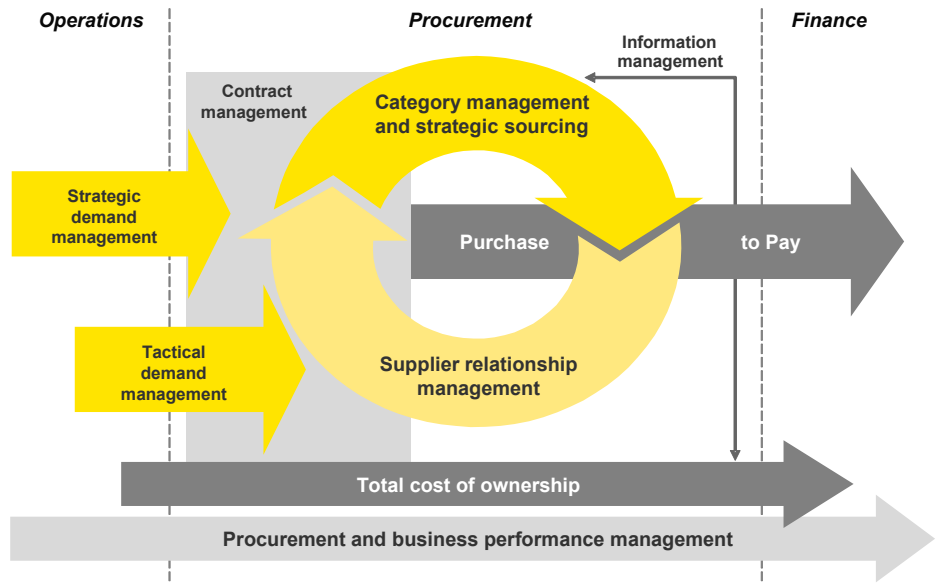 Operations
Procurement
Finance
Information
management
Contract
management
Category management
and strategic sourcing
Strategic
demand
management
Purchase
to Pay
Tactical
demand
management
Supplier relationship
management
Total cost of ownership
Procurement and business performance management